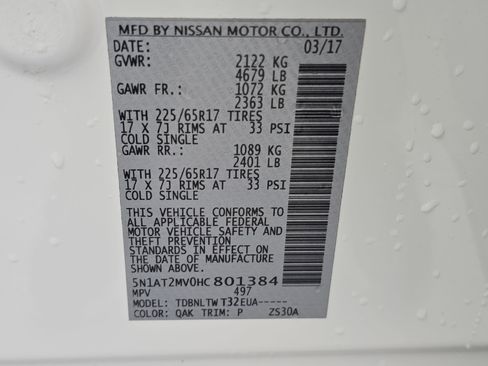 MFD BY NISSAN MOTOR CO., LTD.
DATE: 03/17
GVWR: 2122 KG
4679 LB
GAWR FR.: 1072 KG
2363 LB
WITH 225/65R17 TIRES
17 X 7J RIMS AT 33 PSI
COLD SINGLE
GAWR RR.: 1089 KG
2401 LB
WITH 225/65R17 TIRES
17 X 7J RIMS AT 33 PSI
COLD SINGLE
THIS VEHICLE CONFORMS TO
ALL APPLICABLE FEDERAL
MOTOR VEHICLE SAFETY AND
THEFT PREVENTION
STANDARDS IN EFFECT ON
THE DATE OF MANUFACTURE
SHOWN ABOVE.
5N1AT2MV0HC 801384
MPV 497
MODEL: TDBNLTW T32EUA-----
COLOR: QAK TRIM: P ZS30A